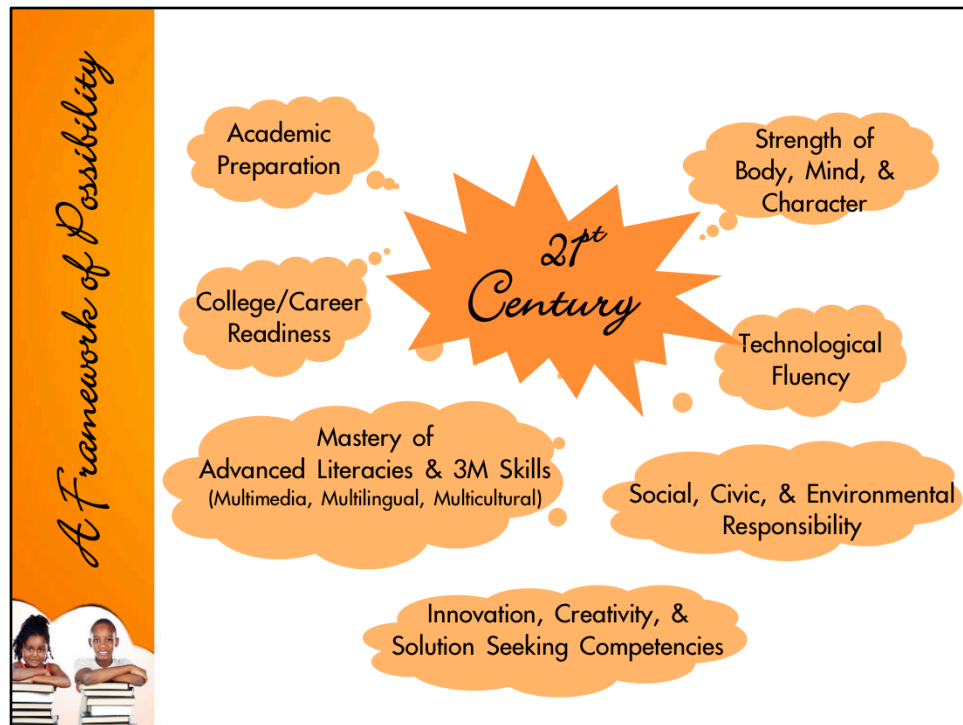 A Framework of Possibility
Academic
Preparation
Strength of
Body, Mind, &
Character
21st
Century
College/Career
Readiness
Technological
Fluency
Mastery of
Advanced Literacies & 3M Skills
(Multimedia, Multilingual, Multicultural)
Social, Civic, & Environmental
Responsibility
Innovation, Creativity, &
Solution Seeking Competencies